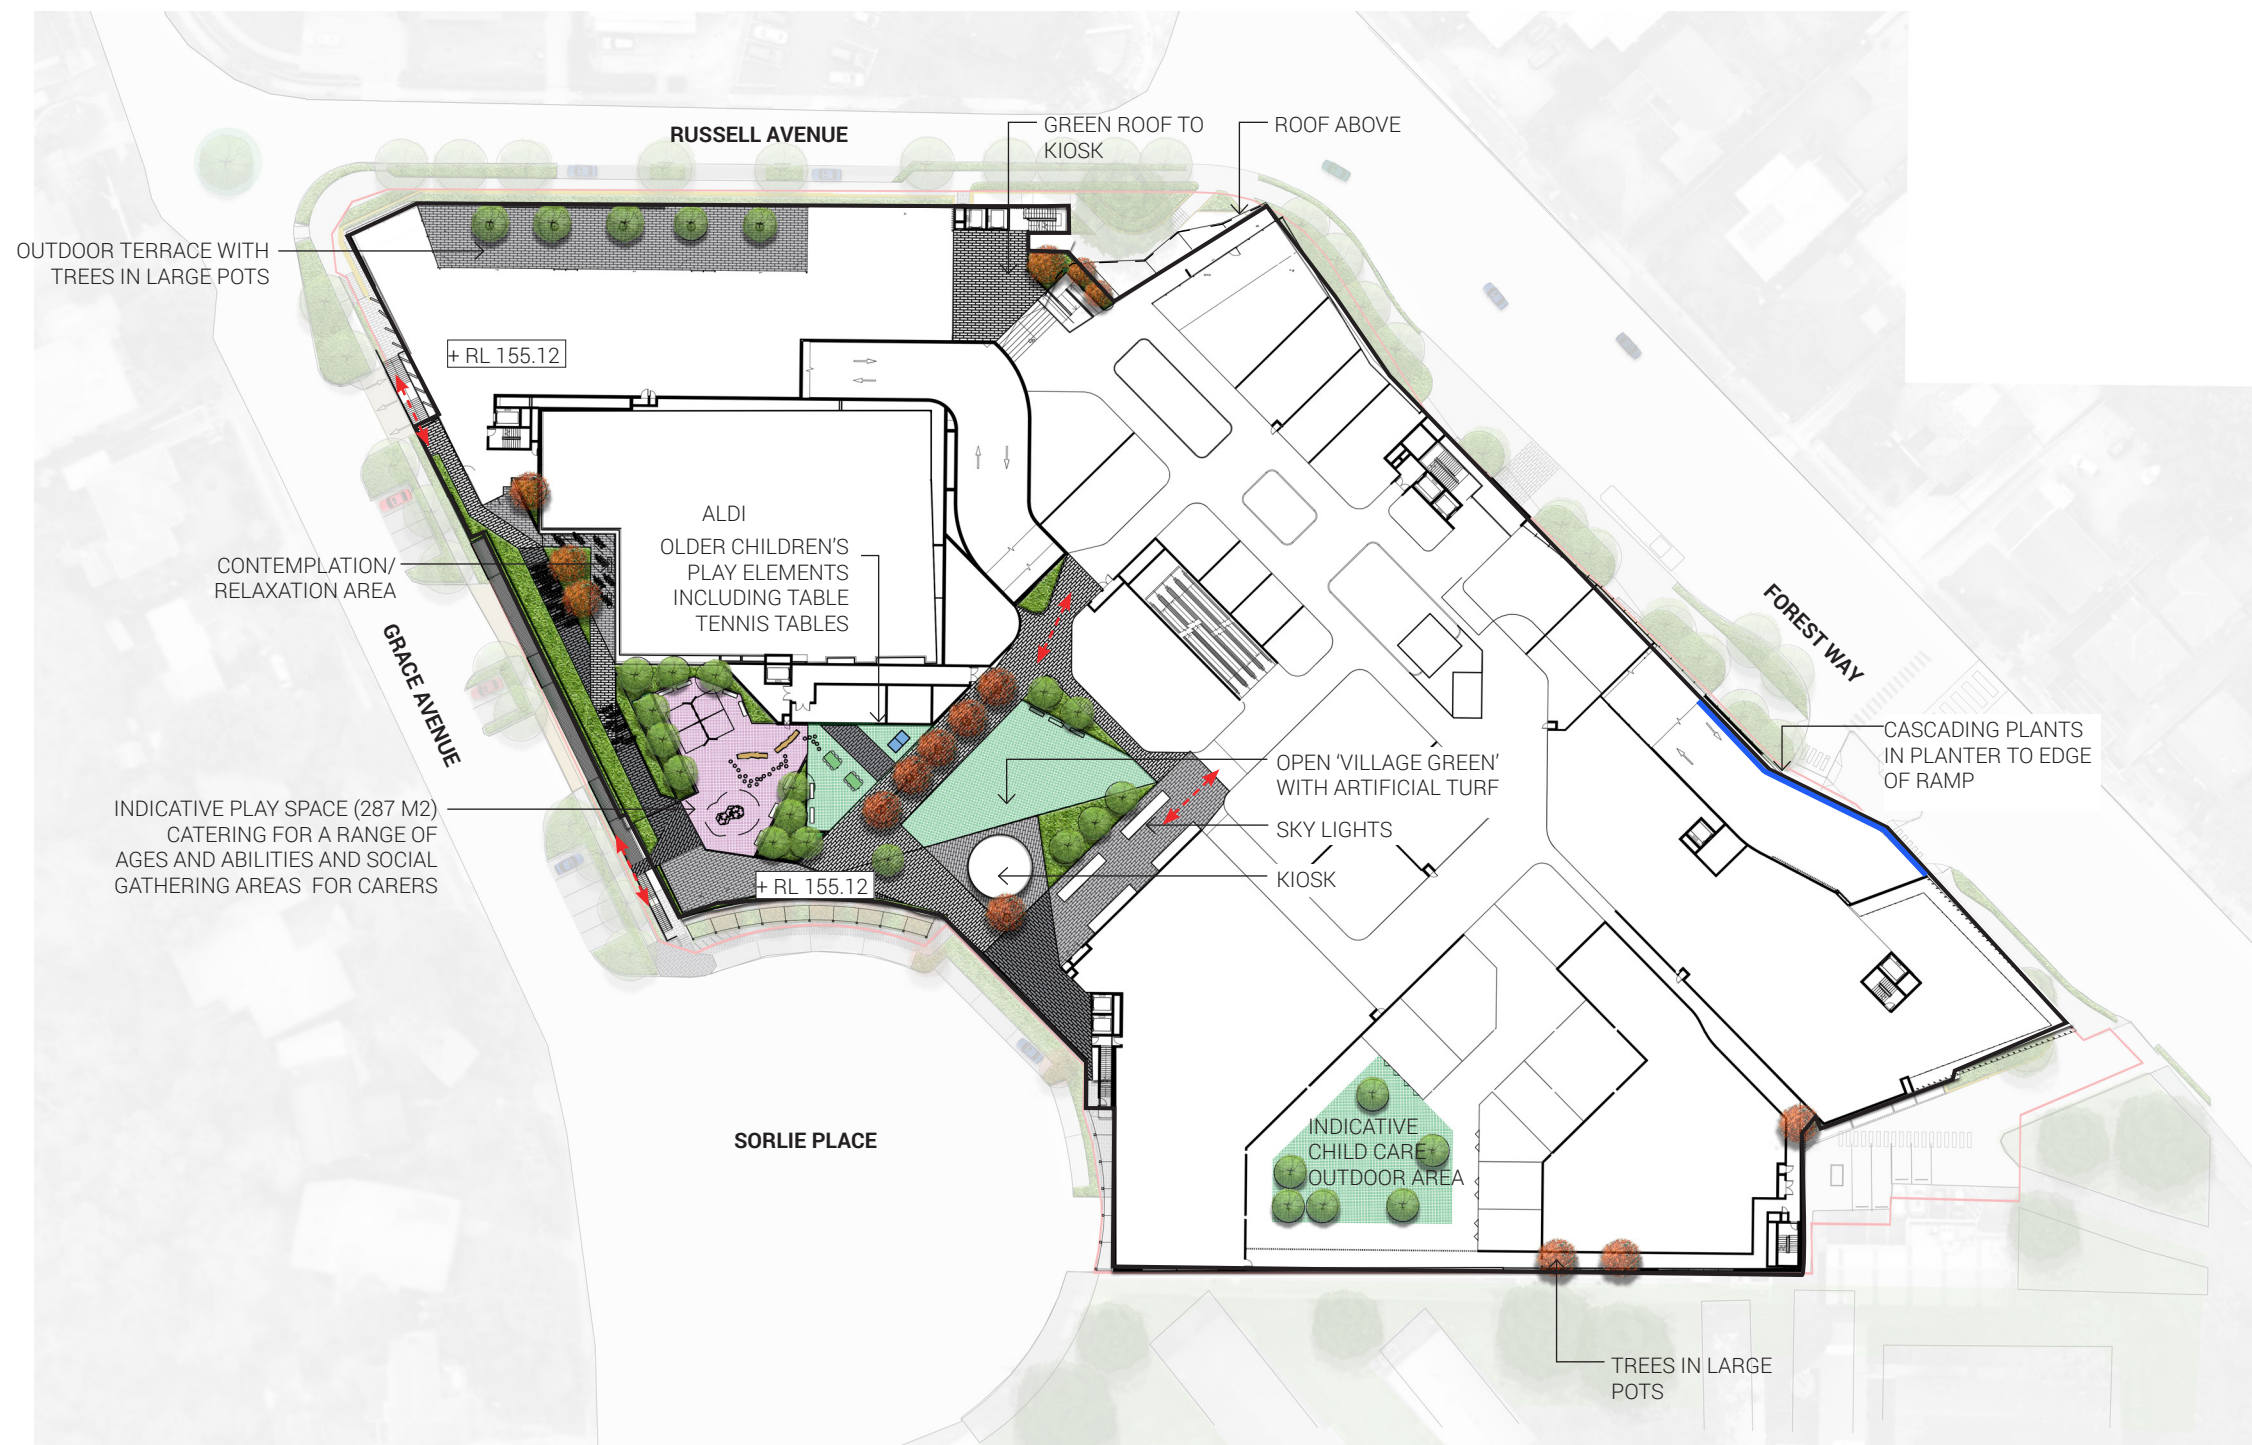 RUSSELL AVENUE
GREEN ROOF TO
KIOSK
ROOF ABOVE
OUTDOOR TERRACE WITH
TREES IN LARGE POTS
+ RL 155.12
ALDI
OLDER CHILDREN'S
PLAY ELEMENTS
INCLUDING TABLE
TENNIS TABLES
CONTEMPLATION/
RELAXATION AREA
GRACE AVENUE
FOREST WAY
CASCADING PLANTS
IN PLANTER TO EDGE
OF RAMP
OPEN ‘VILLAGE GREEN’
WITH ARTIFICIAL TURF
SKY LIGHTS
KIOSK
INDICATIVE PLAY SPACE (287 M2)
CATERING FOR A RANGE OF
AGES AND ABILITIES AND SOCIAL
GATHERING AREAS FOR CARERS
+ RL 155.12
SORLIE PLACE
INDICATIVE
CHILD CARE
OUTDOOR AREA
TREES IN LARGE
POTS